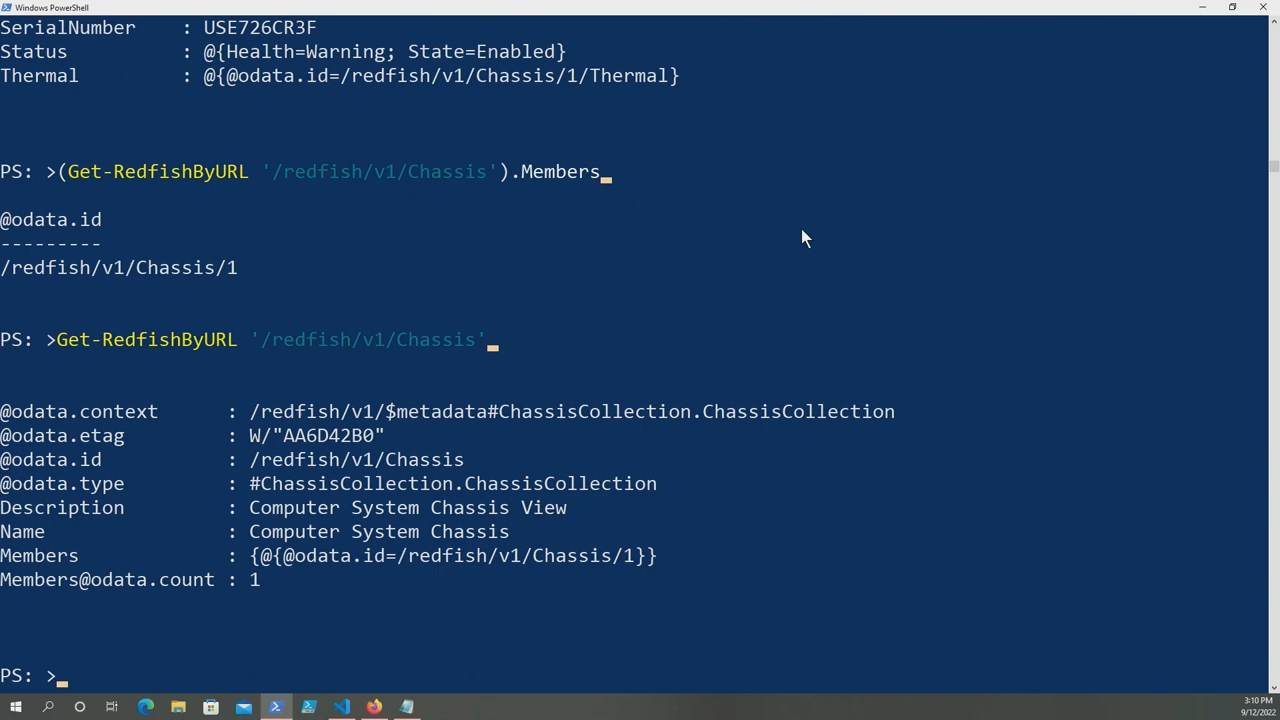 Windows PowerShell
SerialNumber    : USE726CR3F
Status          : @{Health=Warning; State=Enabled}
Thermal         : @{@odata.id=/redfish/v1/Chassis/1/Thermal}
PS: >(Get-RedfishByURL '/redfish/v1/Chassis').Members
@odata.id
---------
/redfish/v1/Chassis/1
PS: >Get-RedfishByURL '/redfish/v1/Chassis'
@odata.context      : /redfish/v1/$metadata#ChassisCollection.ChassisCollection
@odata.etag         : W/"AA6D42B0"
@odata.id           : /redfish/v1/Chassis
@odata.type         : #ChassisCollection.ChassisCollection
Description         : Computer System Chassis View
Name                : Computer System Chassis
Members             : {@{@odata.id=/redfish/v1/Chassis/1}}
Members@odata.count : 1
PS: >
3:10 PM
9/12/2022